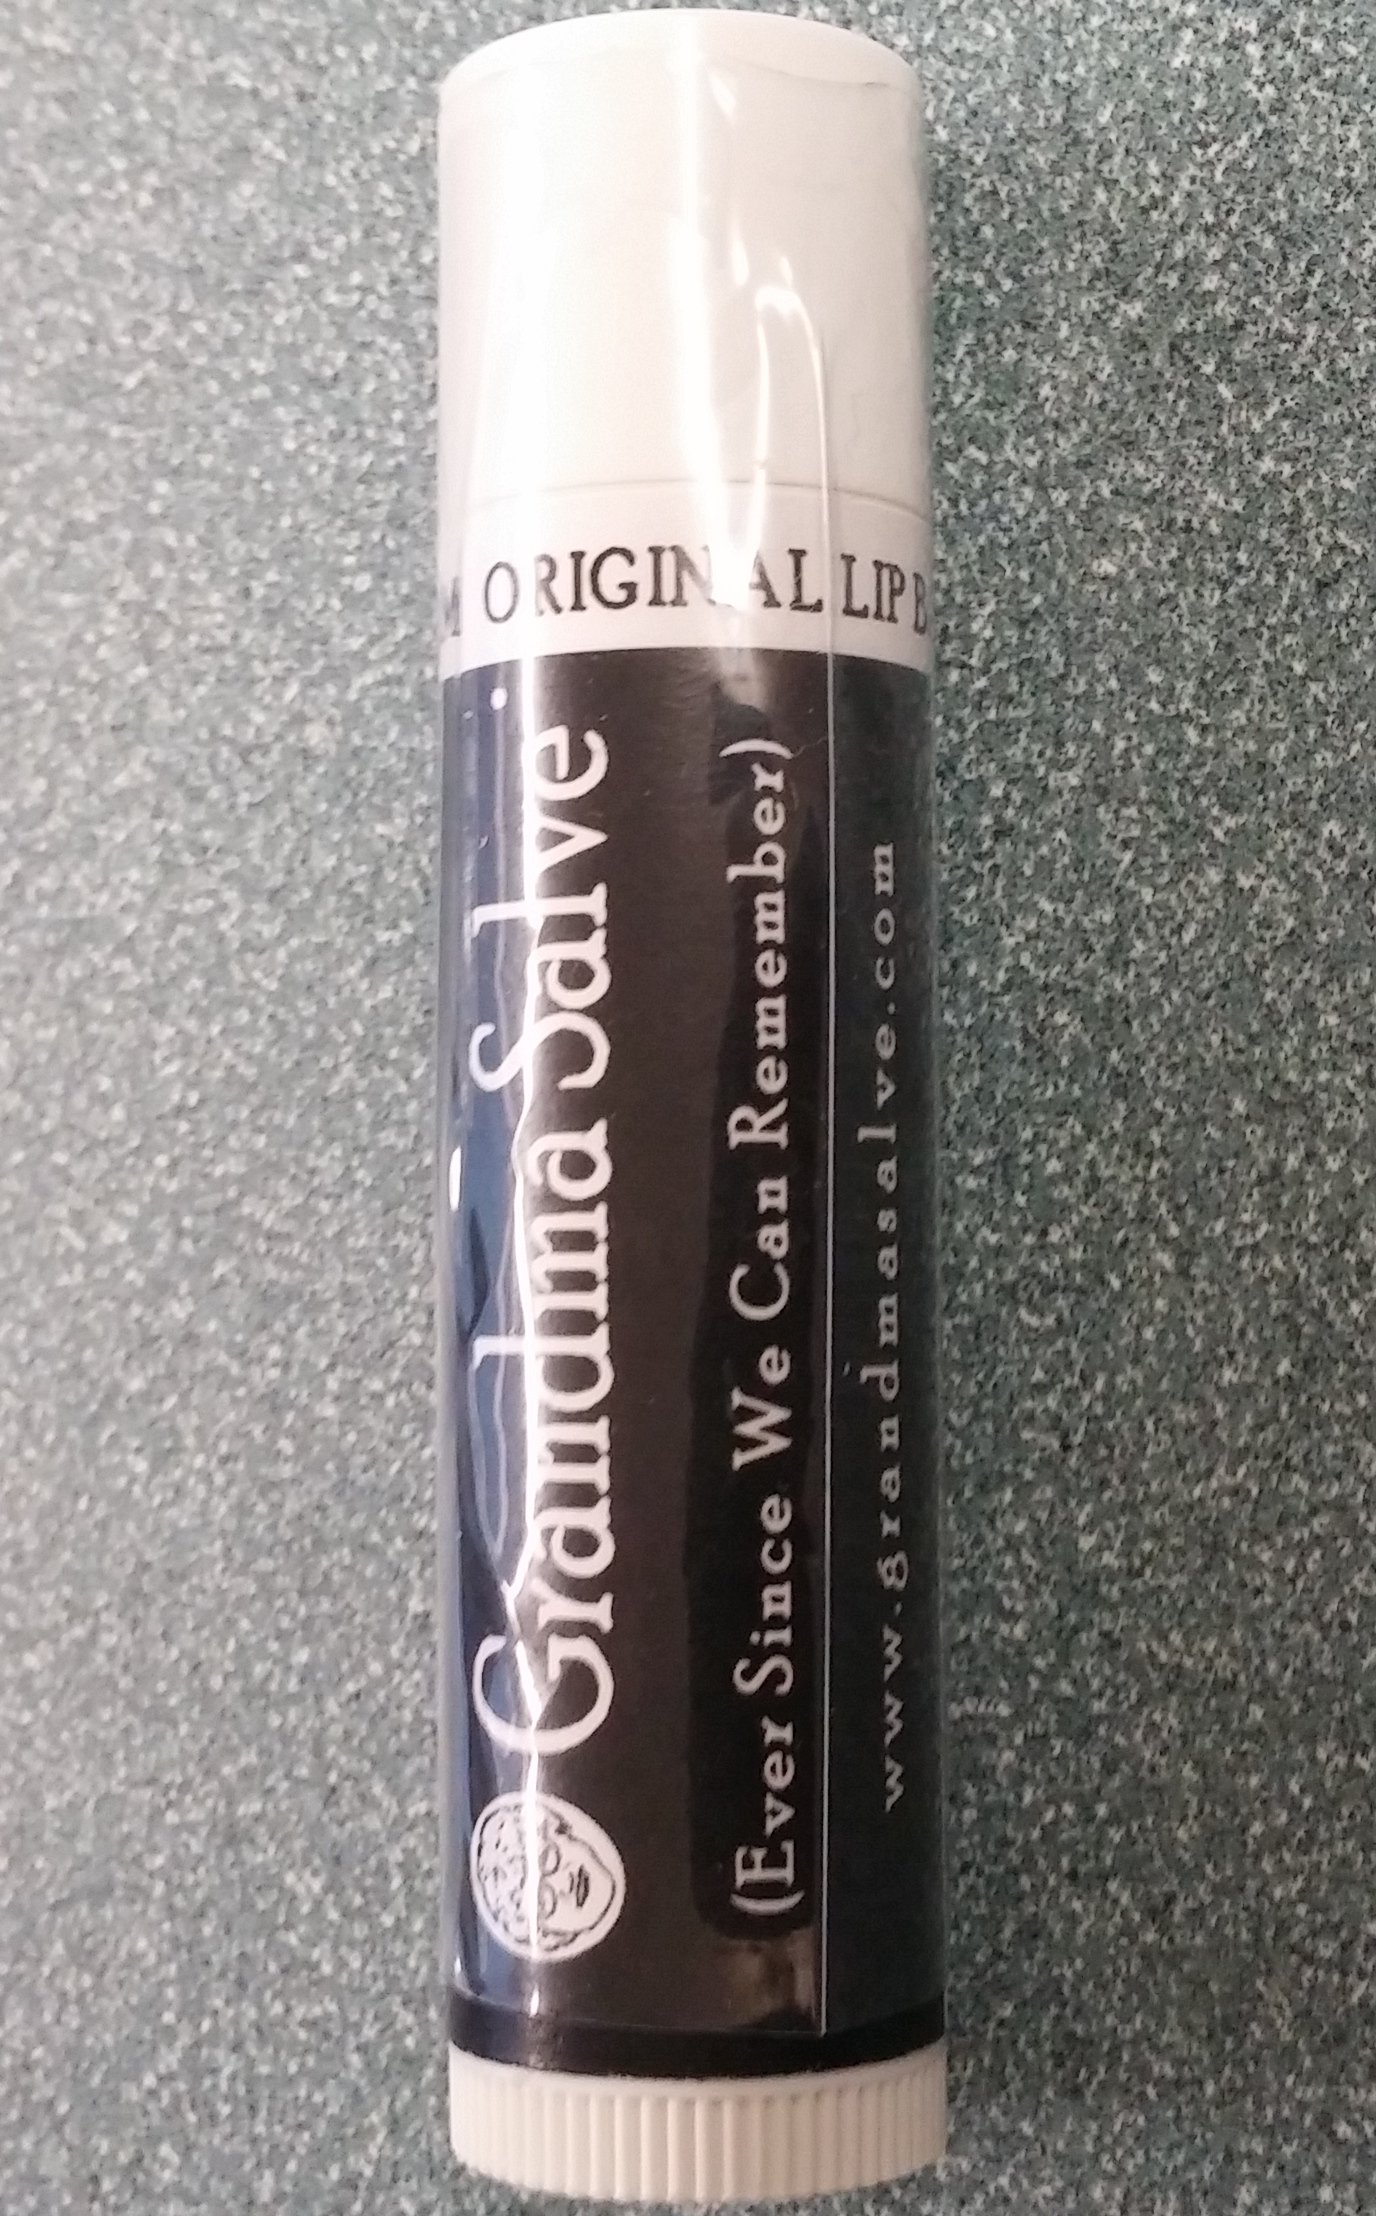 ORIGINAL LIP
Grandma Salve
(Ever Since We Can Remember)
www.grandmasalve.com